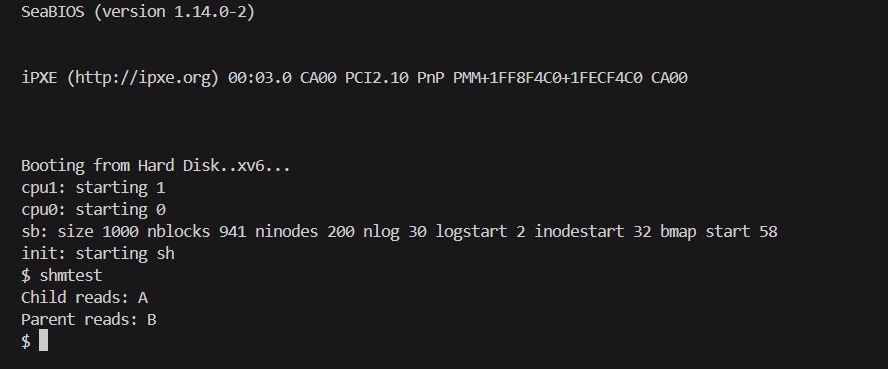 SeaBIOS (version 1.14.0-2)
iPXE (http://ipxe.org) 00:03.0 CA00 PCI2.10 PnP PMM+1FF8F4C0+1FECF4C0 CA00
Booting from Hard Disk..xv6...
cpu1: starting 1
cpu0: starting 0
sb: size 1000 nblocks 941 ninodes 200 nlog 30 logstart 2 inodestart 32 bmap start 58
init: starting sh
$ shmtest
Child reads: A
Parent reads: B
$